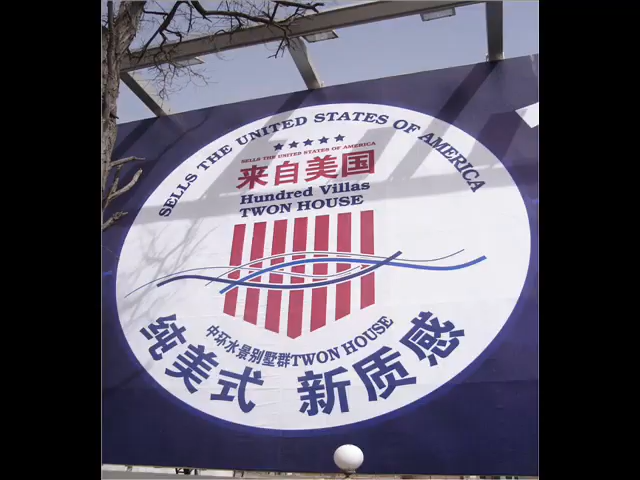 SELLS THE UNITED STATES OF AMERICA
SELLS THE UNITED STATES OF AMERICA
来自美国
Hundred Villas
TWON HOUSE
中环水景别墅群TWON HOUSE
纯美式 新质感